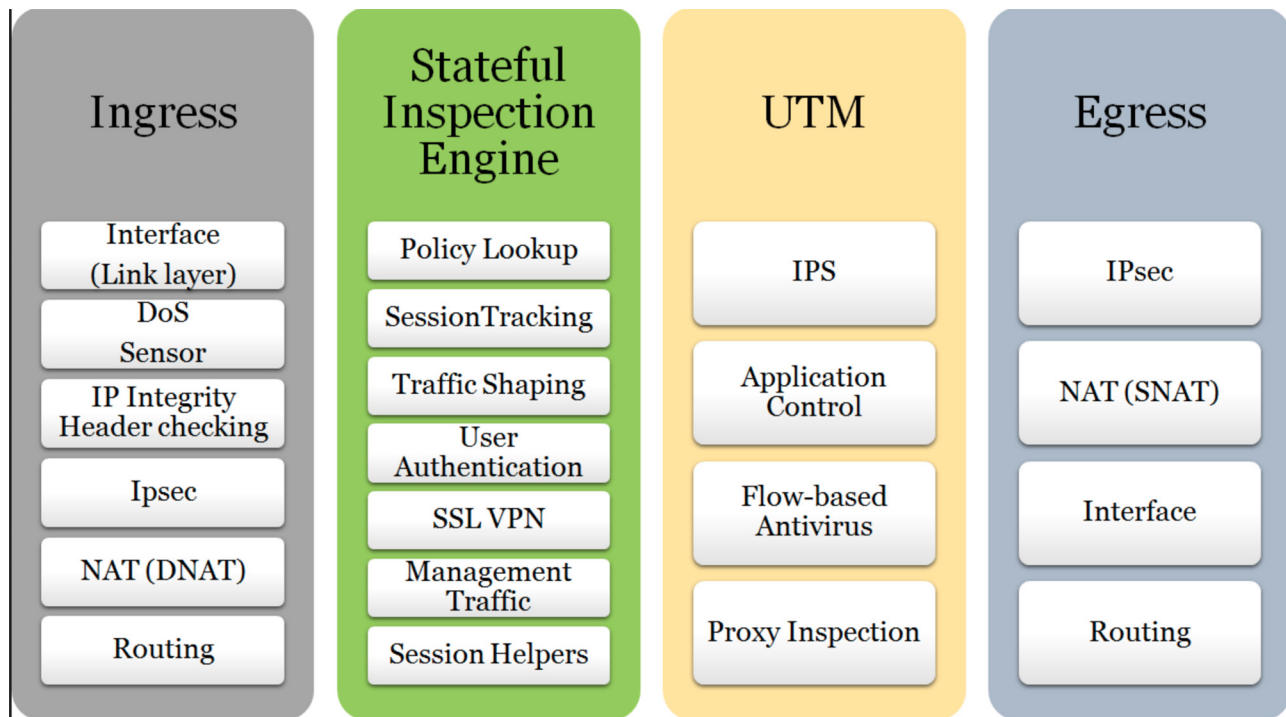 Ingress
Interface
(Link layer)
DoS
Sensor
IP Integrity
Header checking
Ipsec
NAT (DNAT)
Routing
Stateful
Inspection
Engine
Policy Lookup
SessionTracking
Traffic Shaping
User
Authentication
SSL VPN
Management
Traffic
Session Helpers
UTM
IPS
Application
Control
Flow-based
Antivirus
Proxy Inspection
Egress
IPsec
NAT (SNAT)
Interface
Routing